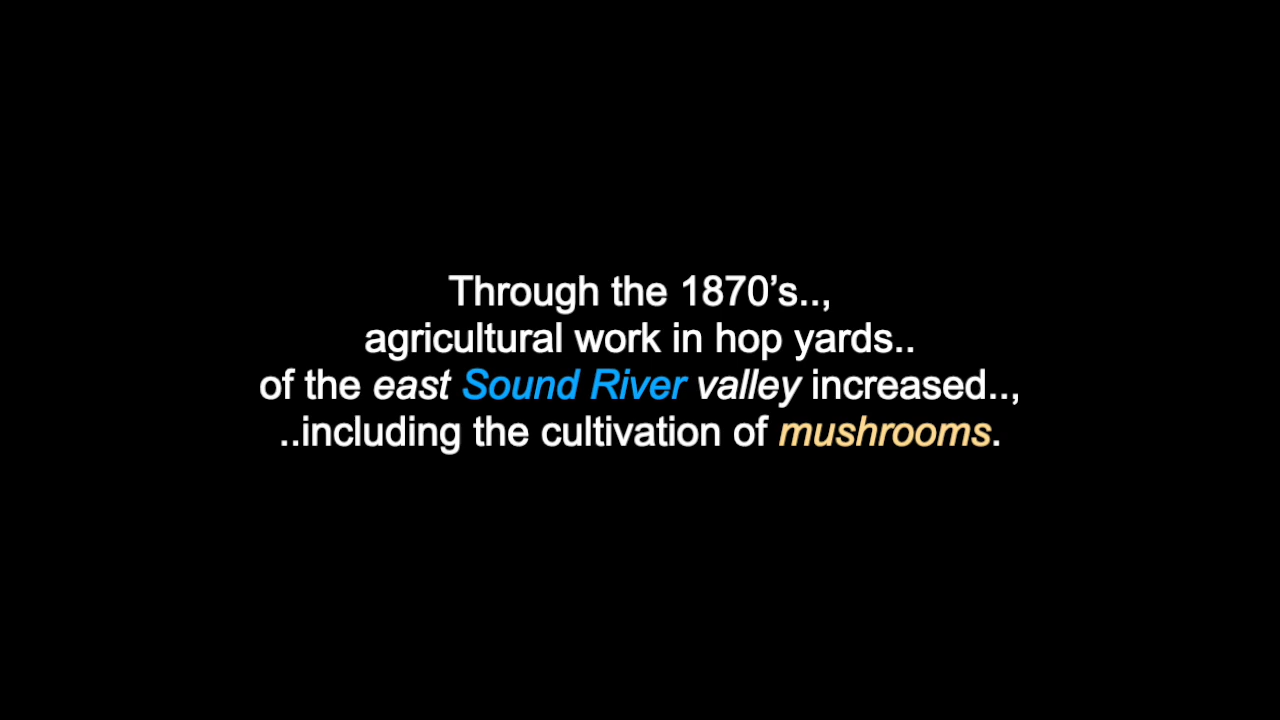 Through the 1870’s..,
agricultural work in hop yards..
of the east Sound River valley increased..,
..including the cultivation of mushrooms.